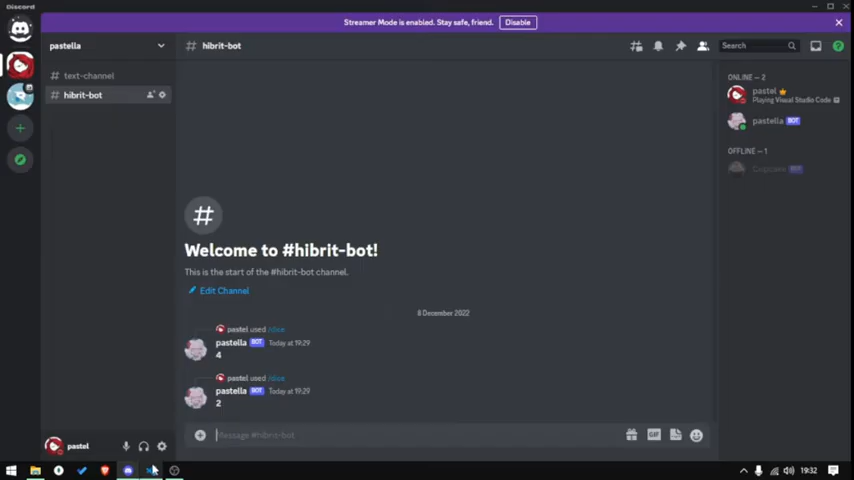 Discord
Streamer Mode is enabled. Stay safe, friend.
Disable
pastella
hibrit-bot
Search
text-channel
hibrit-bot
ONLINE — 2
pastel
Playing Visual Studio Code
pastella BOT
OFFLINE — 1
BOT
Welcome to #hibrit-bot!
This is the start of the #hibrit-bot channel.
Edit Channel
8 December 2022
pastel used /dice
pastella BOT Today at 19:29
4
pastel used /dice
pastella BOT Today at 19:29
2
Message #hibrit-bot
GIF
pastel
19:32